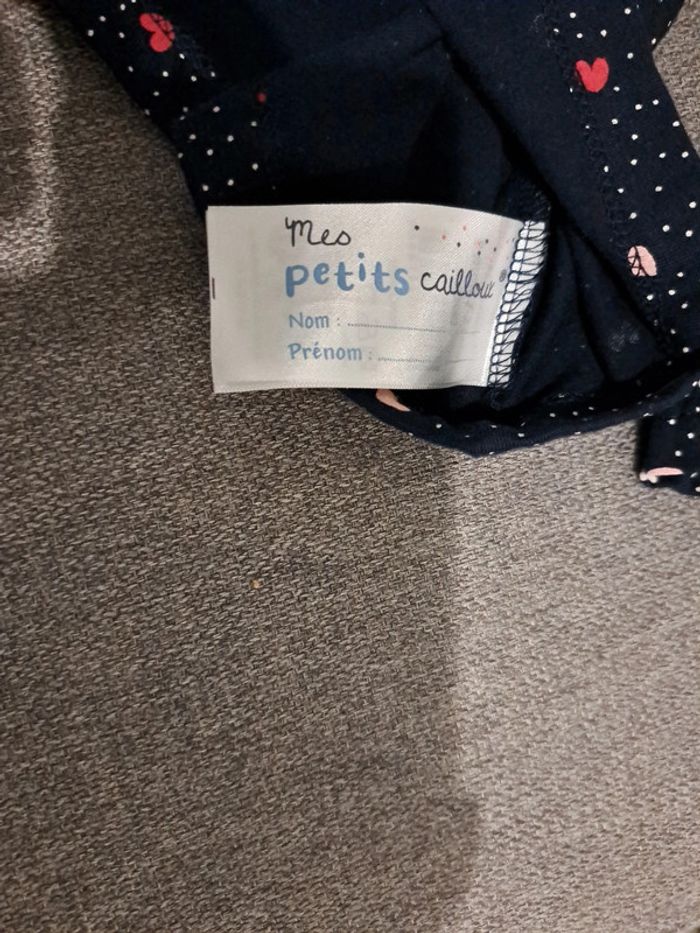 Mes
petits cailloux
Nom : ........................
Prénom : ........................